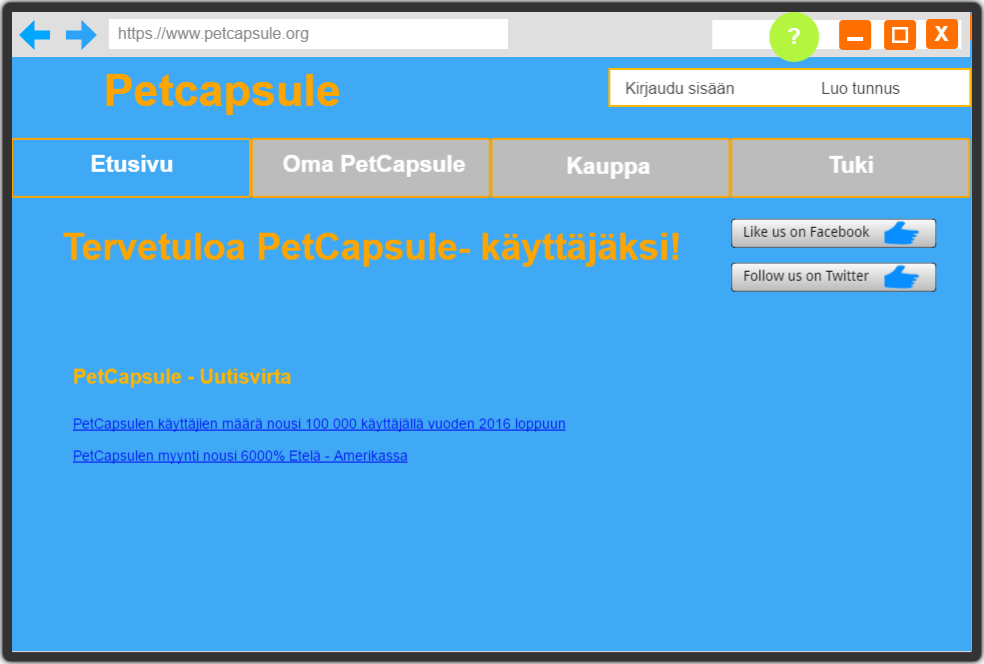 https.//www.petcapsule.org
?
X
Petcapsule
Kirjaudu sisään Luo tunnus
Etusivu Oma PetCapsule Kauppa Tuki
Tervetuloa PetCapsule- käyttäjäksi!
Like us on Facebook
Follow us on Twitter
PetCapsule - Uutisvirta
PetCapsulen käyttäjien määrä nousi 100 000 käyttäjällä vuoden 2016 loppuun
PetCapsulen myynti nousi 6000% Etelä - Amerikassa